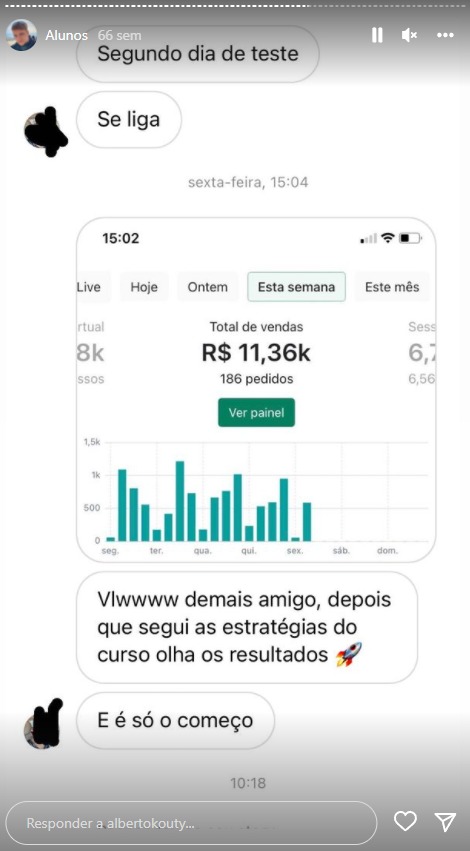 Alunos 66 sem
Segundo dia de teste
Se liga
sexta-feira, 15:04
15:02
Live Hoje Ontem Esta semana Este mês
rtual Total de vendas Sess
8k R$ 11,36k 6,7
ssos 186 pedidos 6,56
Ver painel
1,5k
1k
500
0
seg. ter. qua. qui. sex. sáb. dom.
Vlwwww demais amigo, depois
que segui as estratégias do
curso olha os resultados 🚀
E é só o começo
10:18
Responder a albertokouty...